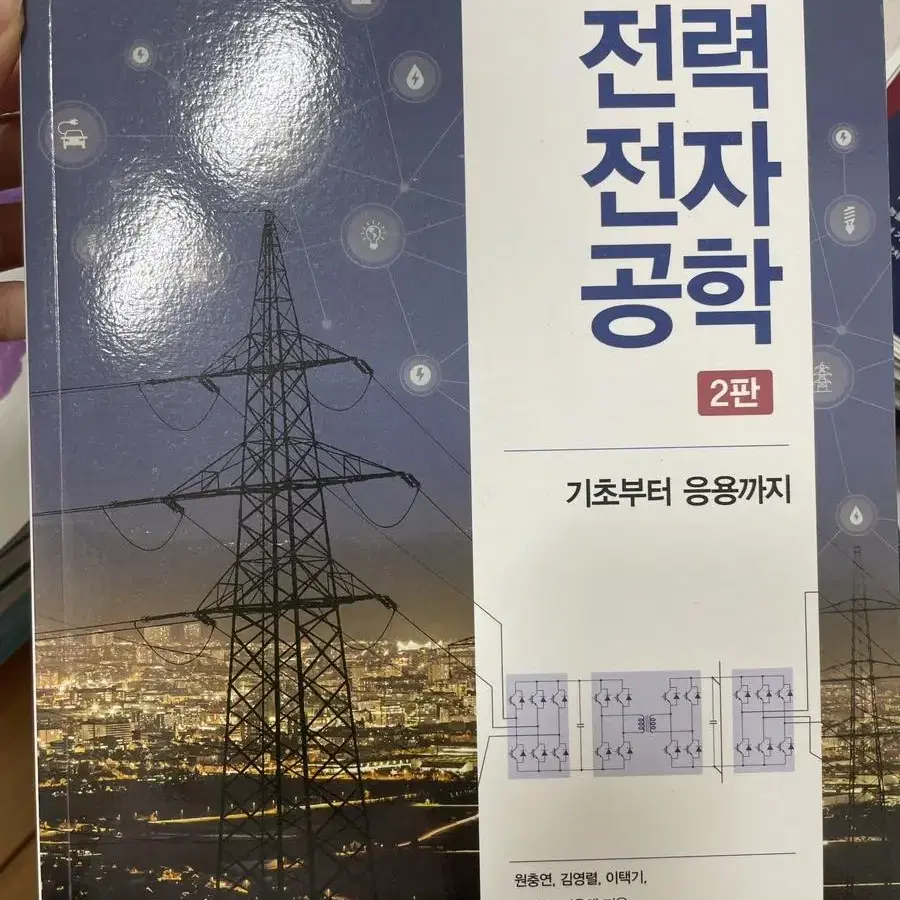 전력
전자
공학
2판
기초부터 응용까지
원충연, 김영렬, 이택기,